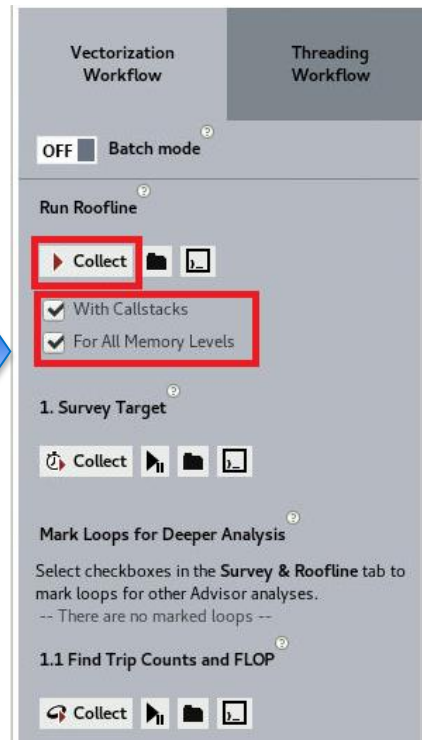 Vectorization
Workflow
Threading
Workflow
OFF Batch mode ?
Run Roofline ?
Collect
With Callstacks
For All Memory Levels
1. Survey Target ?
Collect
Mark Loops for Deeper Analysis ?
Select checkboxes in the Survey & Roofline tab to
mark loops for other Advisor analyses.
-- There are no marked loops --
1.1 Find Trip Counts and FLOP ?
Collect